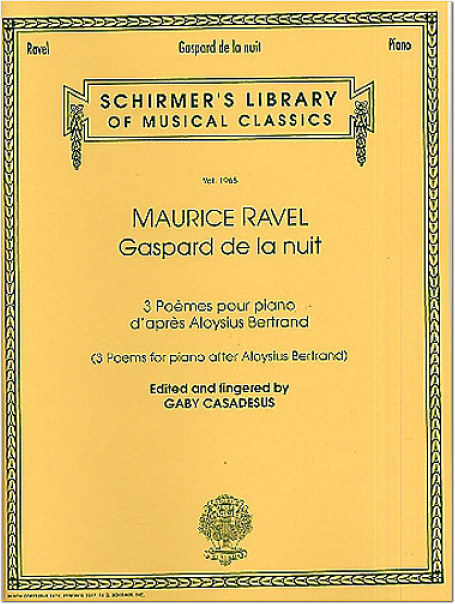 Ravel
Gaspard de la nuit
Piano
SCHIRMER'S LIBRARY
OF MUSICAL CLASSICS
Vol. 1965
MAURICE RAVEL
Gaspard de la nuit
3 Poèmes pour piano
d'après Aloysius Bertrand
(3 Poems for piano after Aloysius Bertrand)
Edited and fingered by
GABY CASADESUS
G. SCHIRMER, INC.